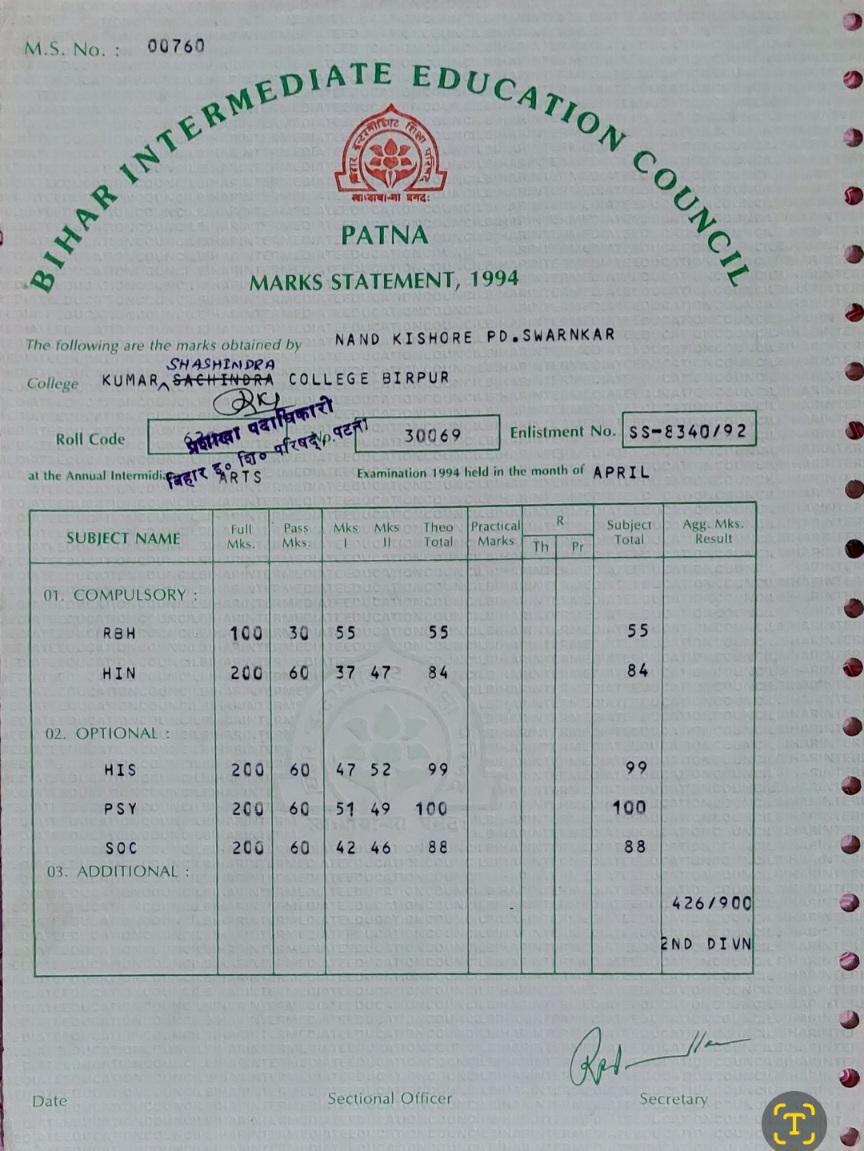 M.S. No. : 00760
BIHAR INTERMEDIATE EDUCATION COUNCIL
बिहार इन्टरमीडिएट शिक्षा परिषद्
PATNA
MARKS STATEMENT, 1994
The following are the marks obtained by NAND KISHORE PD.SWARNKAR
SHASHINDRA
College KUMAR SACHINDRA COLLEGE BIRPUR
प्रशाखा पदाधिकारी
Roll Code 30069 Enlistment No. SS-8340/92
बिहार इ० शि० परिषद् पटना
at the Annual ARTS Examination 1994 held in the month of APRIL
SUBJECT NAME Full Mks. Pass Mks. Mks I Mks II Theo Total Practical Marks R Th Pr Subject Total Agg. Mks. Result
01. COMPULSORY :
RBH 100 30 55 55 55
HIN 200 60 37 47 84 84
02. OPTIONAL :
HIS 200 60 47 52 99 99
PSY 200 60 51 49 100 100
SOC 200 60 42 46 88 88
03. ADDITIONAL :
426/900
2ND DIVN
Date Sectional Officer Secretary